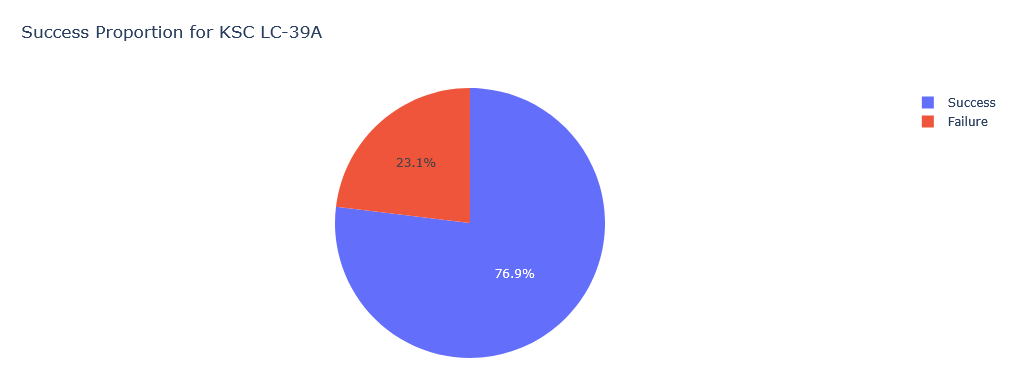 Success Proportion for KSC LC-39A
Success
Failure
23.1%
76.9%